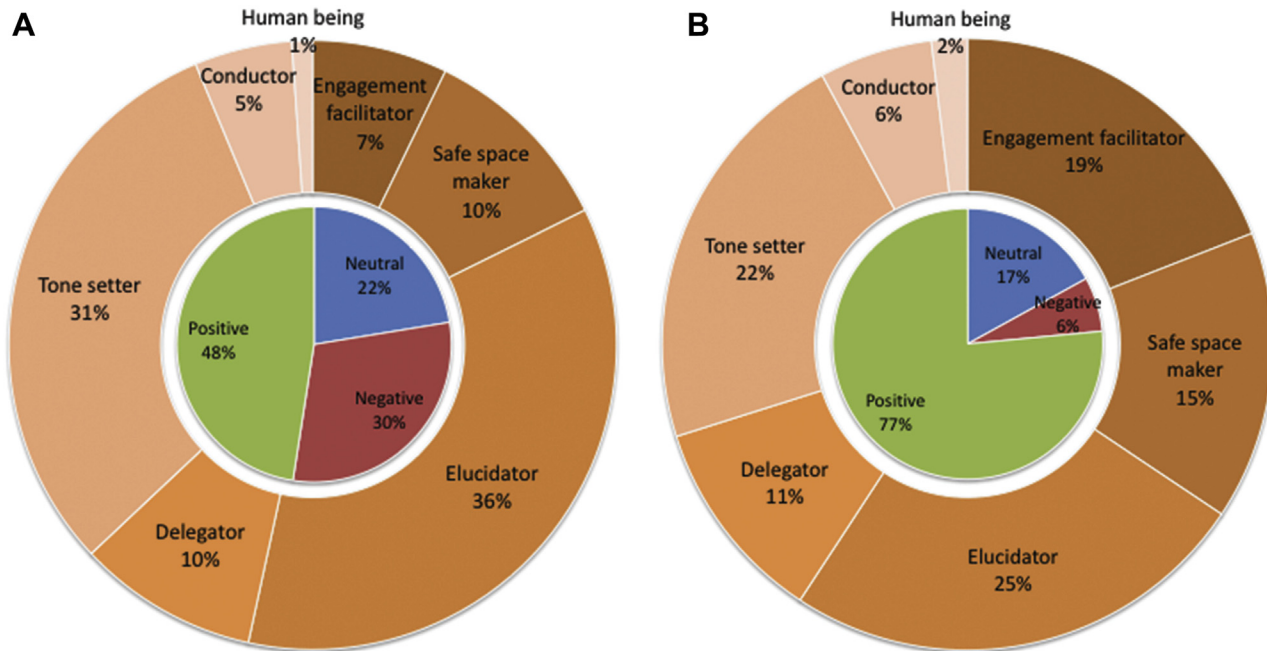 A
Human being
1%
Conductor
5%
Engagement
facilitator
7%
Safe space
maker
10%
Neutral
22%
Tone setter
31%
Positive
48%
Negative
30%
Elucidator
36%
Delegator
10%
B
Human being
2%
Conductor
6%
Engagement facilitator
19%
Tone setter
22%
Neutral
17%
Negative
6%
Safe space
maker
15%
Positive
77%
Delegator
11%
Elucidator
25%